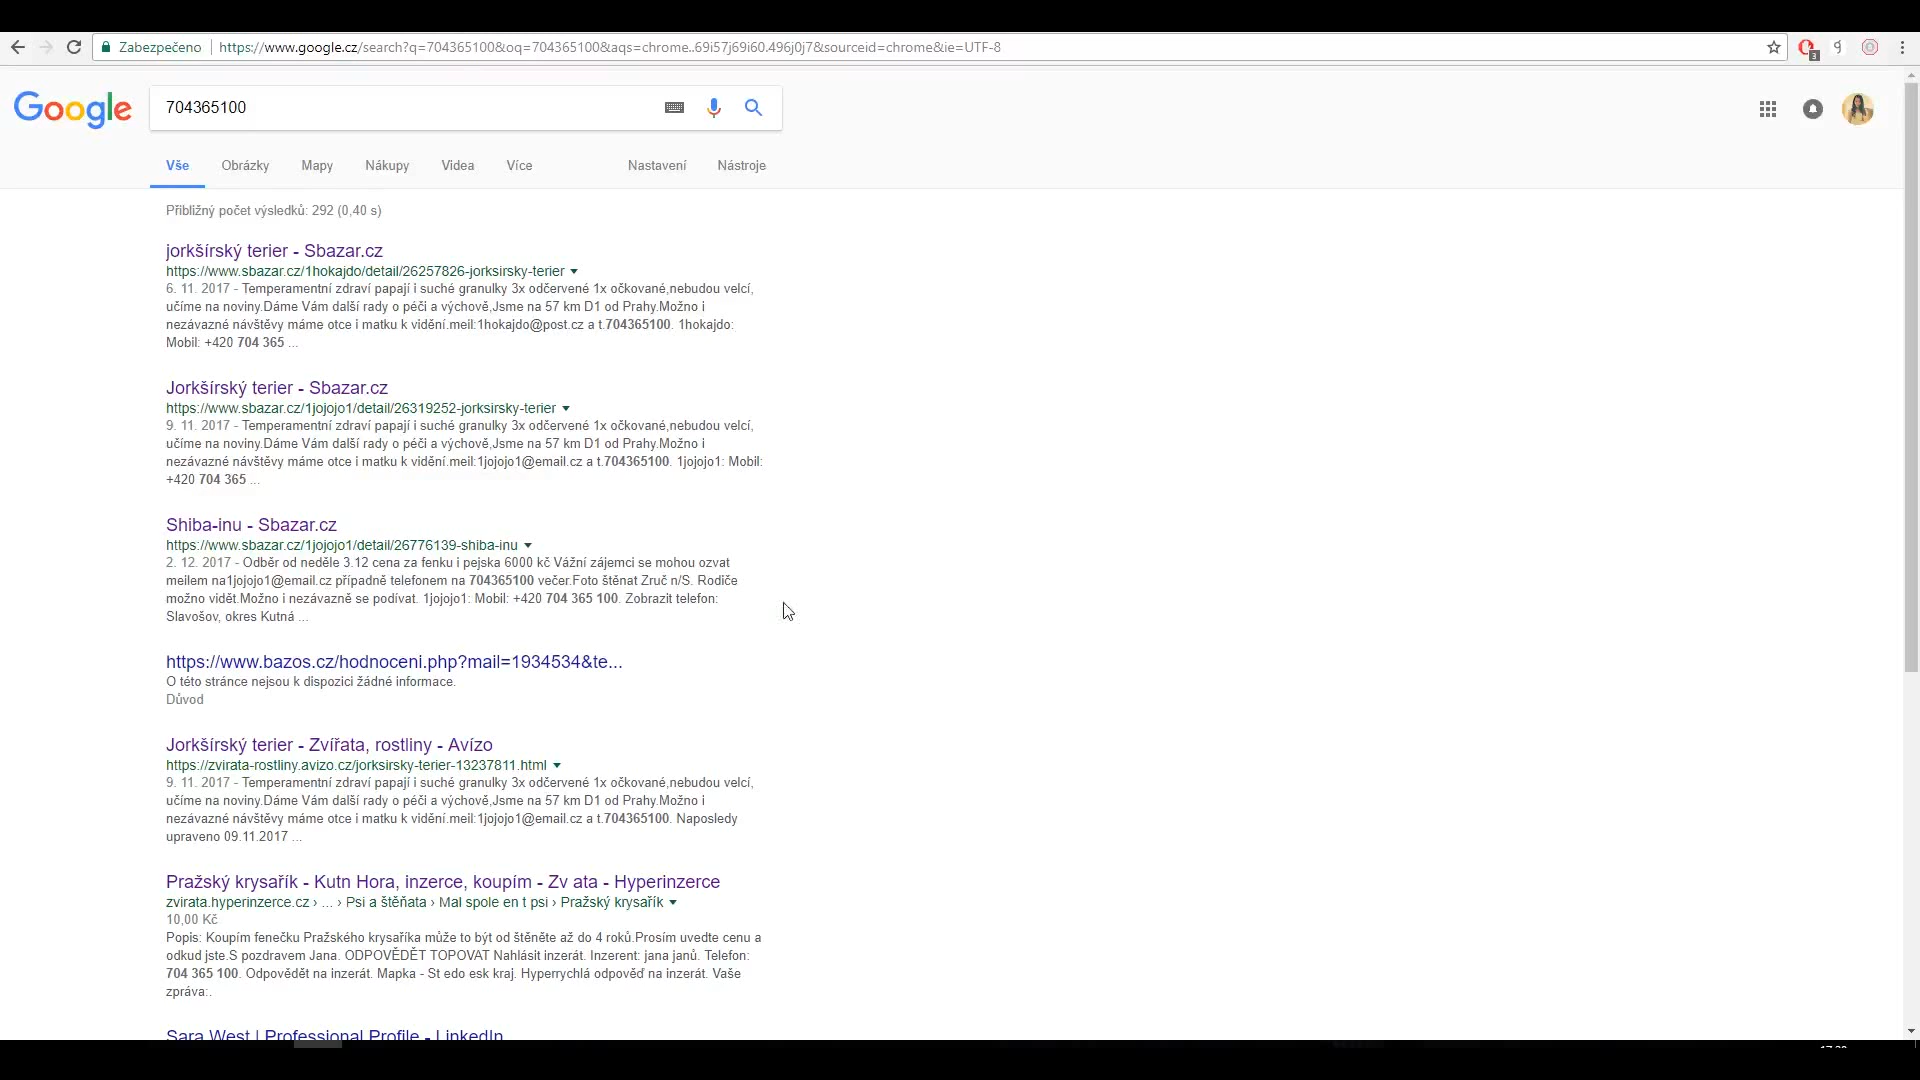 Zabezpečeno | https://www.google.cz/search?q=704365100&oq=704365100&aqs=chrome..69i57j69i60.496j0j7&sourceid=chrome&ie=UTF-8
3
Google
704365100
Vše Obrázky Mapy Nákupy Videa Více Nastavení Nástroje
Přibližný počet výsledků: 292 (0,40 s)
jorkšírský terier - Sbazar.cz
https://www.sbazar.cz/1hokajdo/detail/26257826-jorksirsky-terier
6. 11. 2017 - Temperamentní zdraví papají i suché granulky 3x odčervené 1x očkované,nebudou velcí,
učíme na noviny.Dáme Vám další rady o péči a výchově,Jsme na 57 km D1 od Prahy.Možno i
nezávazné návštěvy máme otce i matku k vidění.meil:1hokajdo@post.cz a t.704365100. 1hokajdo:
Mobil: +420 704 365 ...
Jorkšírský terier - Sbazar.cz
https://www.sbazar.cz/1jojojo1/detail/26319252-jorksirsky-terier
9. 11. 2017 - Temperamentní zdraví papají i suché granulky 3x odčervené 1x očkované,nebudou velcí,
učíme na noviny.Dáme Vám další rady o péči a výchově,Jsme na 57 km D1 od Prahy.Možno i
nezávazné návštěvy máme otce i matku k vidění.meil:1jojojo1@email.cz a t.704365100. 1jojojo1: Mobil:
+420 704 365 ...
Shiba-inu - Sbazar.cz
https://www.sbazar.cz/1jojojo1/detail/26776139-shiba-inu
2. 12. 2017 - Odběr od neděle 3.12 cena za fenku i pejska 6000 kč Vážní zájemci se mohou ozvat
meilem na1jojojo1@email.cz případně telefonem na 704365100 večer.Foto štěnat Zruč n/S. Rodiče
možno vidět.Možno i nezávazně se podívat. 1jojojo1: Mobil: +420 704 365 100. Zobrazit telefon:
Slavošov, okres Kutná ...
https://www.bazos.cz/hodnoceni.php?mail=1934534&te...
O této stránce nejsou k dispozici žádné informace.
Důvod
Jorkšírský terier - Zvířata, rostliny - Avízo
https://zvirata-rostliny.avizo.cz/jorksirsky-terier-13237811.html
9. 11. 2017 - Temperamentní zdraví papají i suché granulky 3x odčervené 1x očkované,nebudou velcí,
učíme na noviny.Dáme Vám další rady o péči a výchově,Jsme na 57 km D1 od Prahy.Možno i
nezávazné návštěvy máme otce i matku k vidění.meil:1jojojo1@email.cz a t.704365100. Naposledy
upraveno 09.11.2017 ...
Pražský krysařík - Kutn Hora, inzerce, koupím - Zv ata - Hyperinzerce
zvirata.hyperinzerce.cz › ... › Psi a štěňata › Mal spole en t psi › Pražský krysařík
10,00 Kč
Popis: Koupím fenečku Pražského krysaříka může to být od štěněte až do 4 roků.Prosím uvedte cenu a
odkud jste.S pozdravem Jana. ODPOVĚDĚT TOPOVAT Nahlásit inzerát. Inzerent: jana janů. Telefon:
704 365 100. Odpovědět na inzerát. Mapka - St edo esk kraj. Hyperrychlá odpověď na inzerát. Vaše
zpráva:.
Sara West | Professional Profile - LinkedIn